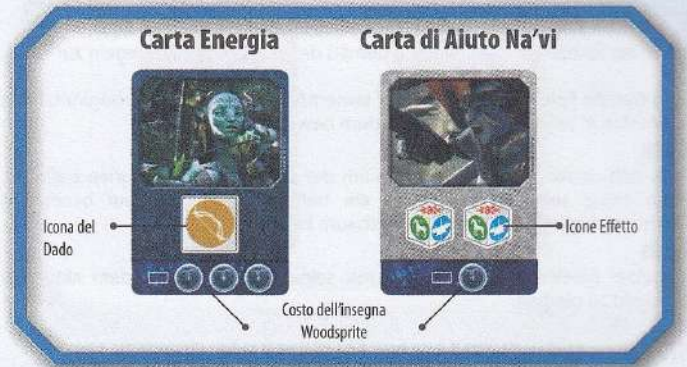 Carta Energia
Carta di Aiuto Na'vi
Icona del
Dado
Icone Effetto
Costo dell'insegna
Woodsprite